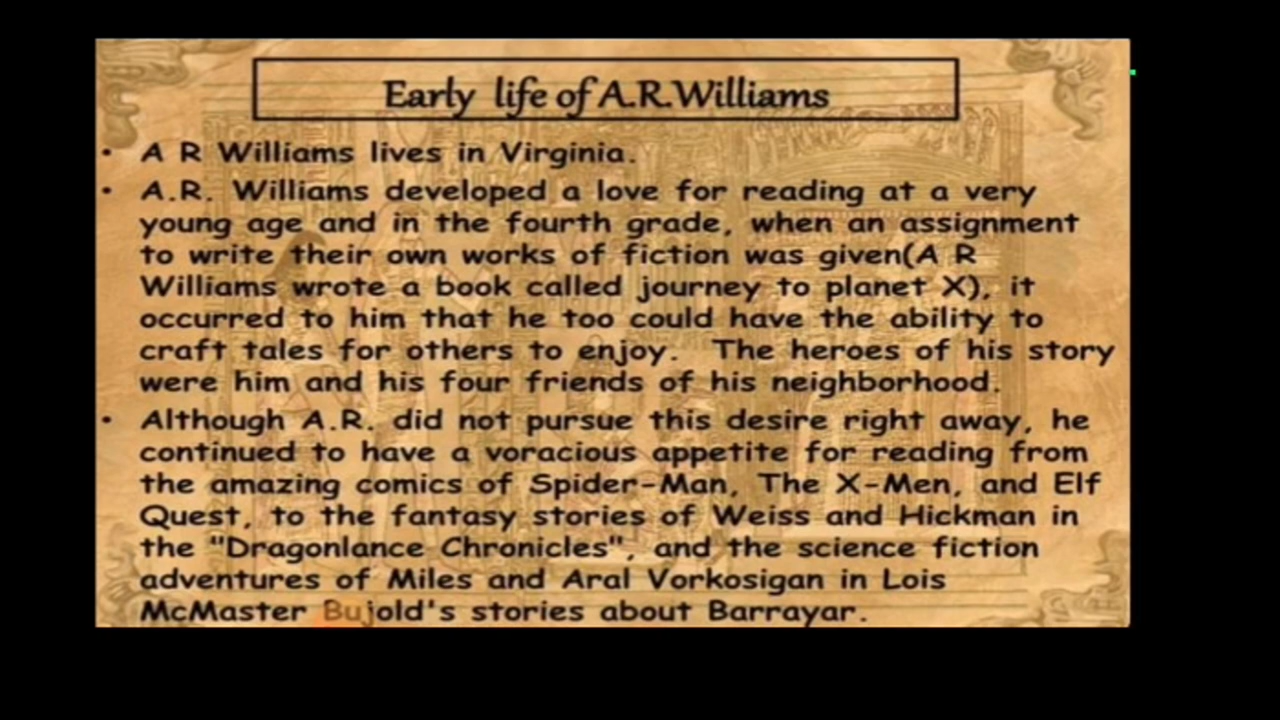 Early life of A.R.Williams
• A R Williams lives in Virginia.
• A.R. Williams developed a love for reading at a very
young age and in the fourth grade, when an assignment
to write their own works of fiction was given(A R
Williams wrote a book called journey to planet X), it
occurred to him that he too could have the ability to
craft tales for others to enjoy. The heroes of his story
were him and his four friends of his neighborhood.
• Although A.R. did not pursue this desire right away, he
continued to have a voracious appetite for reading from
the amazing comics of Spider-Man, The X-Men, and Elf
Quest, to the fantasy stories of Weiss and Hickman in
the "Dragonlance Chronicles", and the science fiction
adventures of Miles and Aral Vorkosigan in Lois
McMaster Bujold's stories about Barrayar.